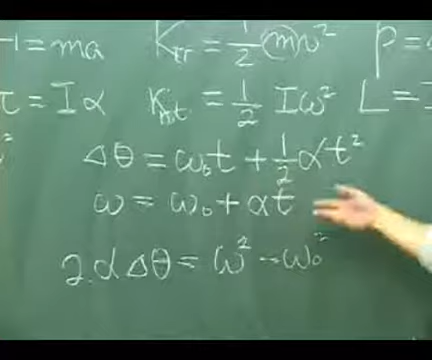 = ma K_tr = 1/2 mv² P =
τ = Iα K_rot = 1/2 Iω² L =
Δθ = ω₀t + 1/2 αt²
ω = ω₀ + αt
2αΔθ = ω² - ω₀²